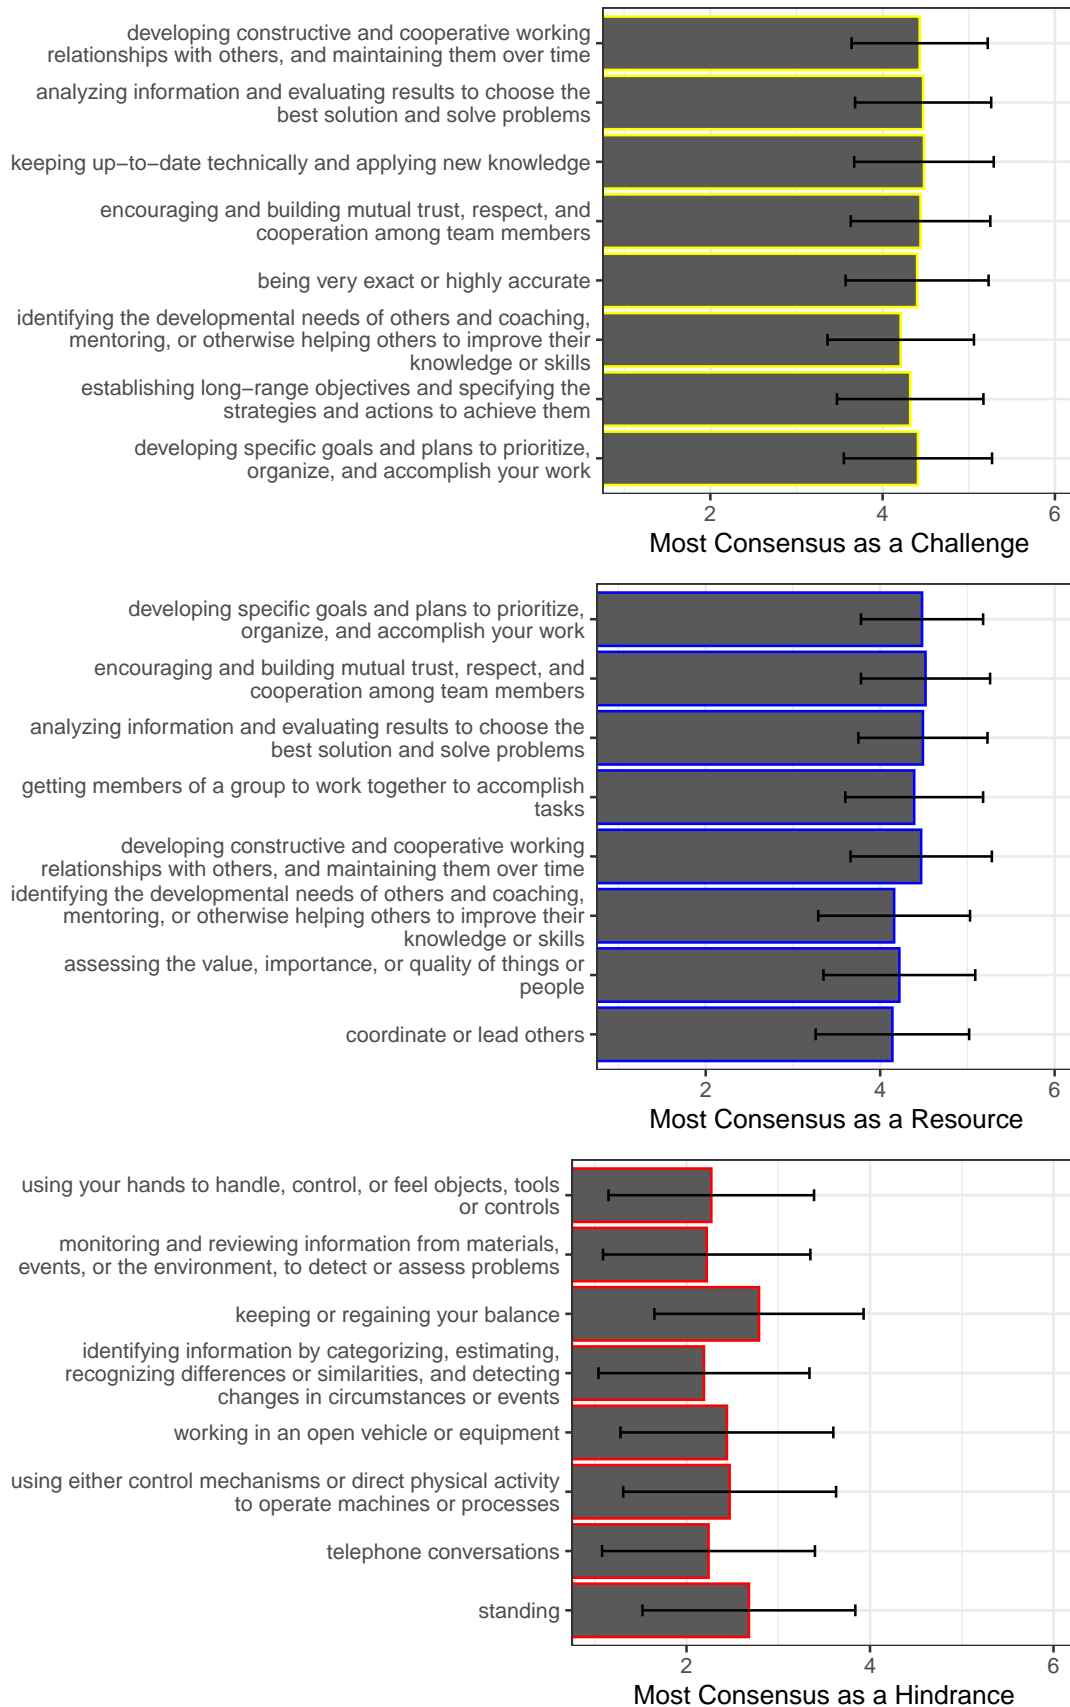 developing constructive and cooperative working
relationships with others, and maintaining them over time
analyzing information and evaluating results to choose the
best solution and solve problems
keeping up−to−date technically and applying new knowledge
encouraging and building mutual trust, respect, and
cooperation among team members
being very exact or highly accurate
identifying the developmental needs of others and coaching,
mentoring, or otherwise helping others to improve their
knowledge or skills
establishing long−range objectives and specifying the
strategies and actions to achieve them
developing specific goals and plans to prioritize,
organize, and accomplish your work
2 4 6
Most Consensus as a Challenge
developing specific goals and plans to prioritize,
organize, and accomplish your work
encouraging and building mutual trust, respect, and
cooperation among team members
analyzing information and evaluating results to choose the
best solution and solve problems
getting members of a group to work together to accomplish
tasks
developing constructive and cooperative working
relationships with others, and maintaining them over time
identifying the developmental needs of others and coaching,
mentoring, or otherwise helping others to improve their
knowledge or skills
assessing the value, importance, or quality of things or
people
coordinate or lead others
2 4 6
Most Consensus as a Resource
using your hands to handle, control, or feel objects, tools
or controls
monitoring and reviewing information from materials,
events, or the environment, to detect or assess problems
keeping or regaining your balance
identifying information by categorizing, estimating,
recognizing differences or similarities, and detecting
changes in circumstances or events
working in an open vehicle or equipment
using either control mechanisms or direct physical activity
to operate machines or processes
telephone conversations
standing
2 4 6
Most Consensus as a Hindrance